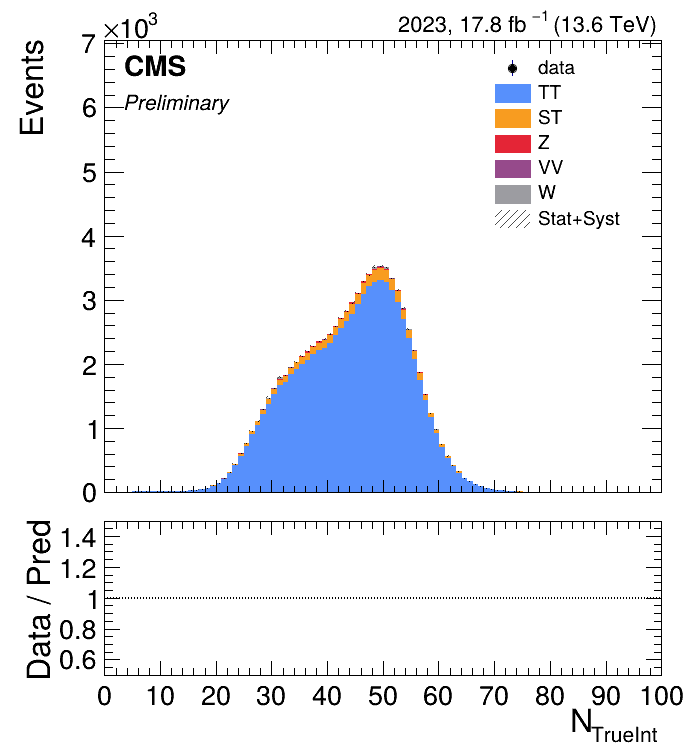 ×10³
2023, 17.8 fb⁻¹ (13.6 TeV)
Events
7
6
5
4
3
2
1
0
CMS
Preliminary
data
TT
ST
Z
VV
W
Stat+Syst
Data / Pred
1.4
1.2
1
0.8
0.6
0 10 20 30 40 50 60 70 80 90 100
N_TrueInt